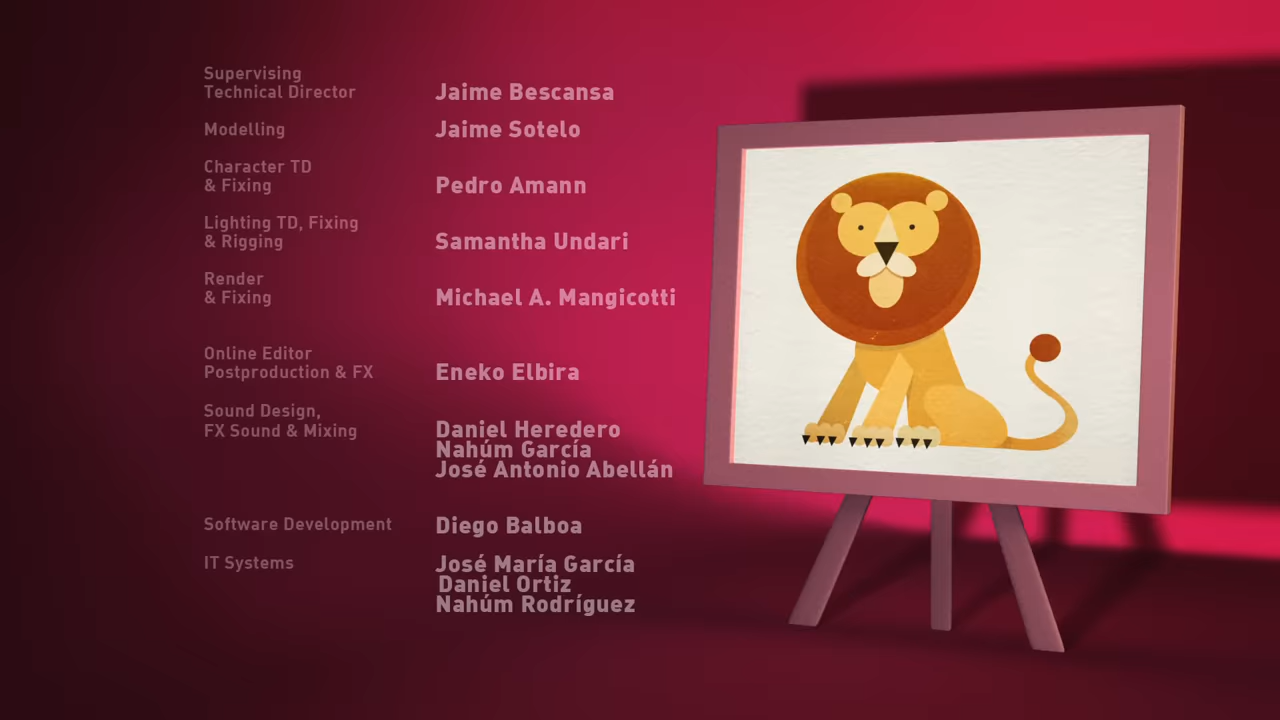 Supervising
Technical Director
Jaime Bescansa
Modelling
Jaime Sotelo
Character TD
& Fixing
Pedro Amann
Lighting TD, Fixing
& Rigging
Samantha Undari
Render
& Fixing
Michael A. Mangicotti
Online Editor
Postproduction & FX
Eneko Elbira
Sound Design,
FX Sound & Mixing
Daniel Heredero
Nahúm García
José Antonio Abellán
Software Development
Diego Balboa
IT Systems
José María García
Daniel Ortiz
Nahúm Rodríguez